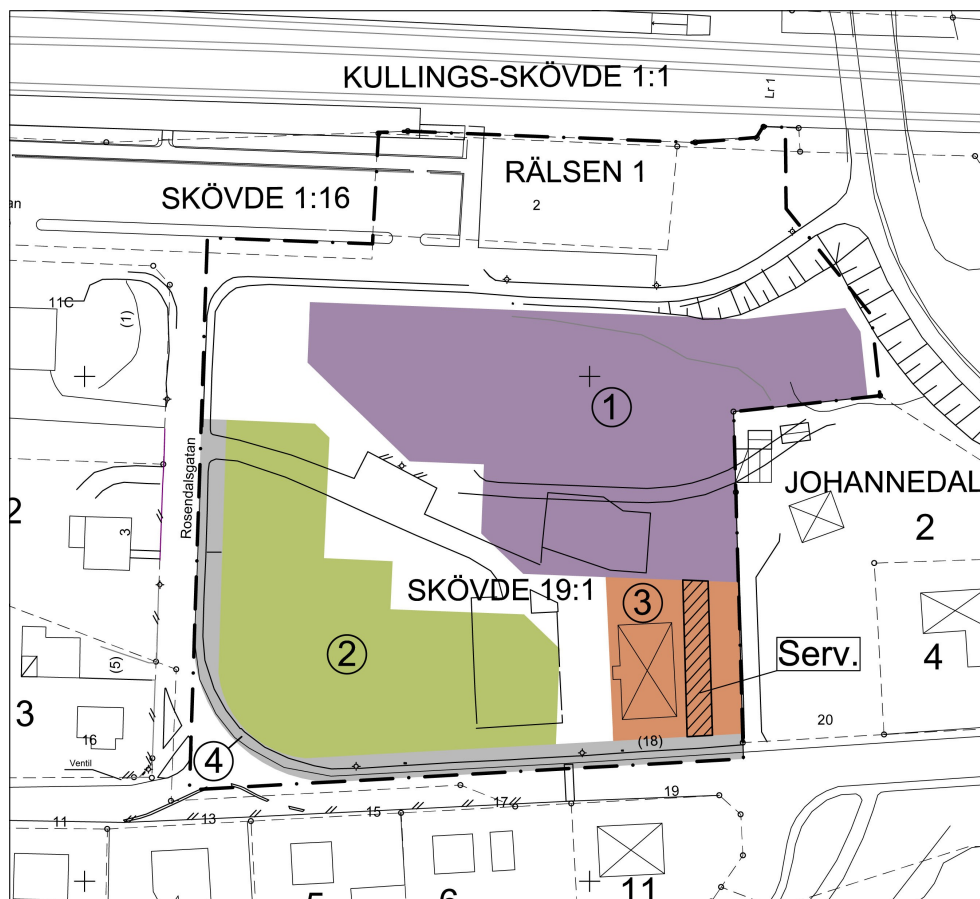 KULLINGS-SKÖVDE 1:1
Lr1
RÄLSEN 1
2
SKÖVDE 1:16
an
11C
(1)
1
JOHANNEDAL
2
Rosendalsgatan
2
3
SKÖVDE 19:1
3
2
Serv.
4
(5)
3
16
Ventil
4
(18)
20
11
13
15
17
19
5
6
11